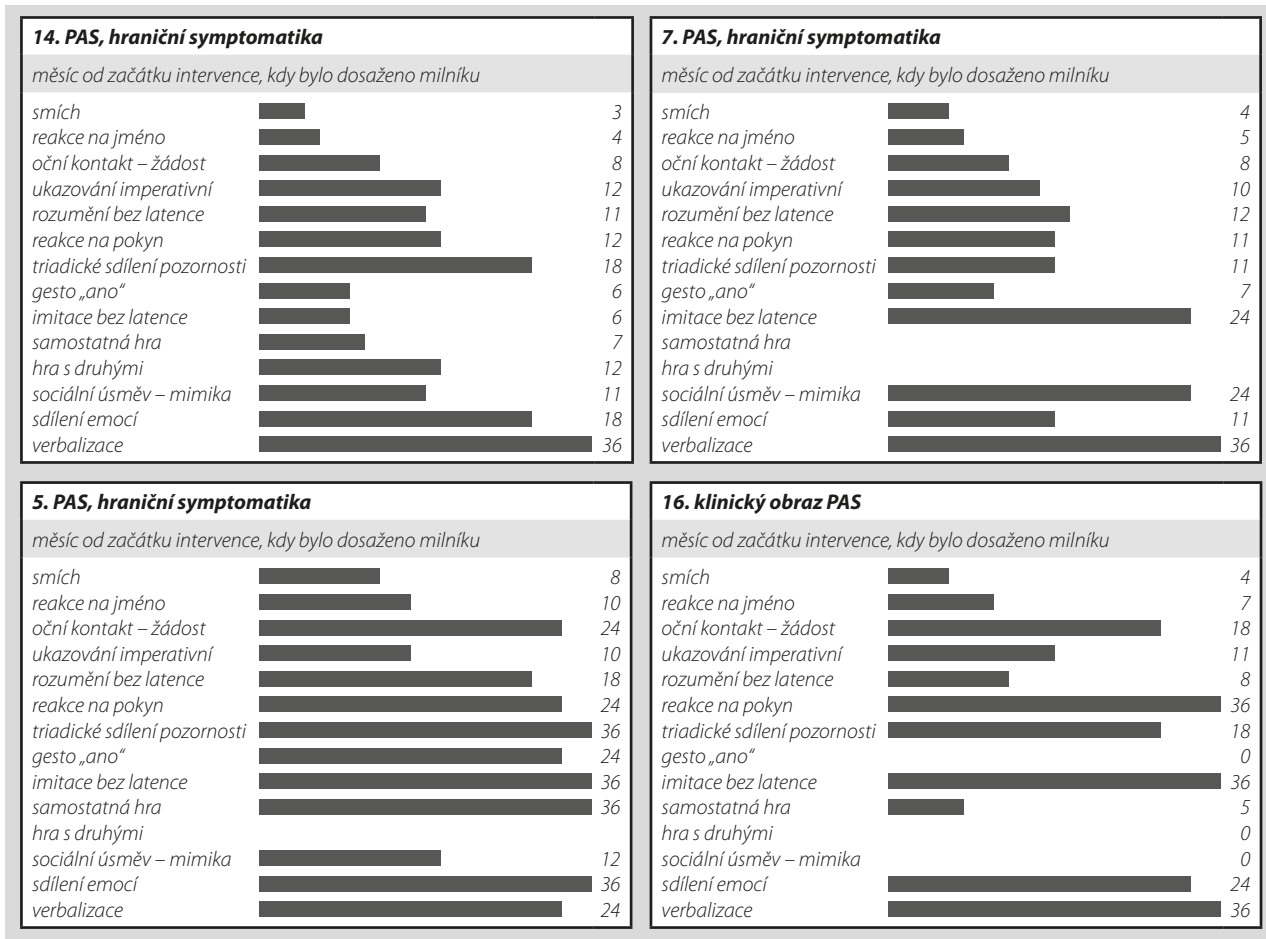 14. PAS, hraniční symptomatika
měsíc od začátku intervence, kdy bylo dosaženo milníku
smích 3
reakce na jméno 4
oční kontakt – žádost 8
ukazování imperativní 12
rozumění bez latence 11
reakce na pokyn 12
triadické sdílení pozornosti 18
gesto „ano“ 6
imitace bez latence 6
samostatná hra 7
hra s druhými 12
sociální úsměv – mimika 11
sdílení emocí 18
verbalizace 36
7. PAS, hraniční symptomatika
měsíc od začátku intervence, kdy bylo dosaženo milníku
smích 4
reakce na jméno 5
oční kontakt – žádost 8
ukazování imperativní 10
rozumění bez latence 12
reakce na pokyn 11
triadické sdílení pozornosti 11
gesto „ano“ 7
imitace bez latence 24
samostatná hra
hra s druhými
sociální úsměv – mimika 24
sdílení emocí 11
verbalizace 36
5. PAS, hraniční symptomatika
měsíc od začátku intervence, kdy bylo dosaženo milníku
smích 8
reakce na jméno 10
oční kontakt – žádost 24
ukazování imperativní 10
rozumění bez latence 18
reakce na pokyn 24
triadické sdílení pozornosti 36
gesto „ano“ 24
imitace bez latence 36
samostatná hra 36
hra s druhými
sociální úsměv – mimika 12
sdílení emocí 36
verbalizace 24
16. klinický obraz PAS
měsíc od začátku intervence, kdy bylo dosaženo milníku
smích 4
reakce na jméno 7
oční kontakt – žádost 18
ukazování imperativní 11
rozumění bez latence 8
reakce na pokyn 36
triadické sdílení pozornosti 18
gesto „ano“ 0
imitace bez latence 36
samostatná hra 5
hra s druhými 0
sociální úsměv – mimika 0
sdílení emocí 24
verbalizace 36